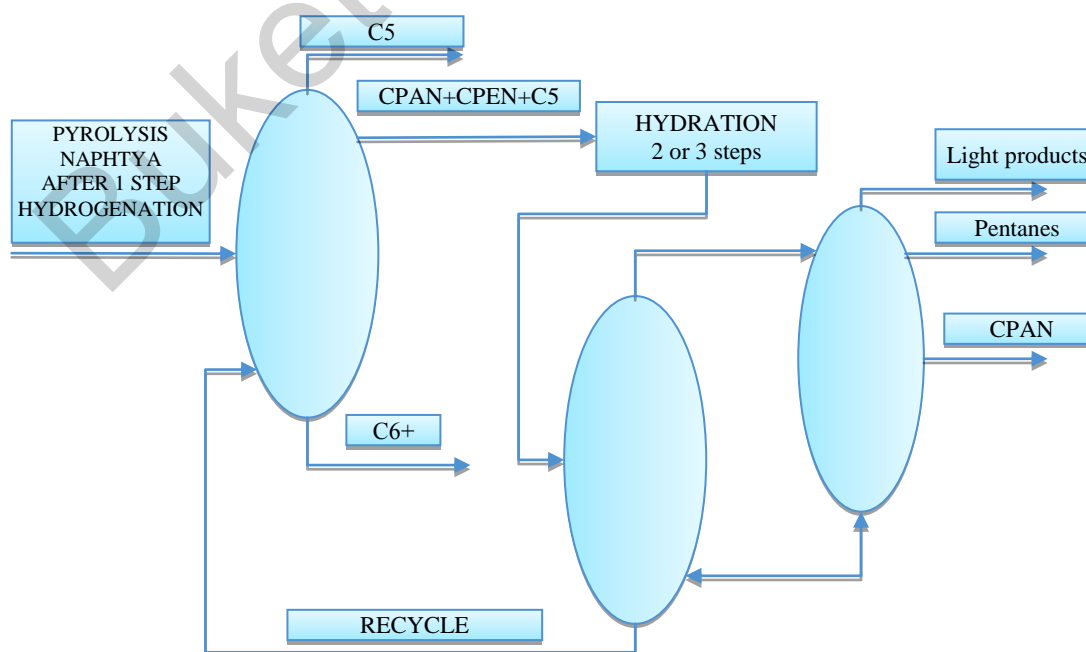 C5
CPAN+CPEN+C5
PYROLYSIS
NAPHTYA
AFTER 1 STEP
HYDROGENATION
HYDRATION
2 or 3 steps
Light products
Pentanes
CPAN
C6+
RECYCLE
Buket